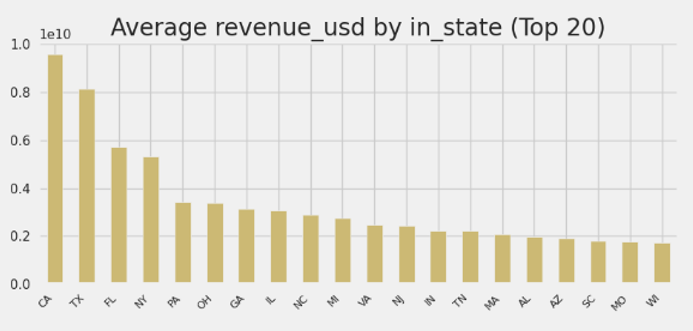 Average revenue_usd by in_state (Top 20)
1e10
1.0
0.8
0.6
0.4
0.2
0.0
CA TX FL NY PA OH GA IL NC MI VA NJ IN TN MA AL AZ SC MO WI